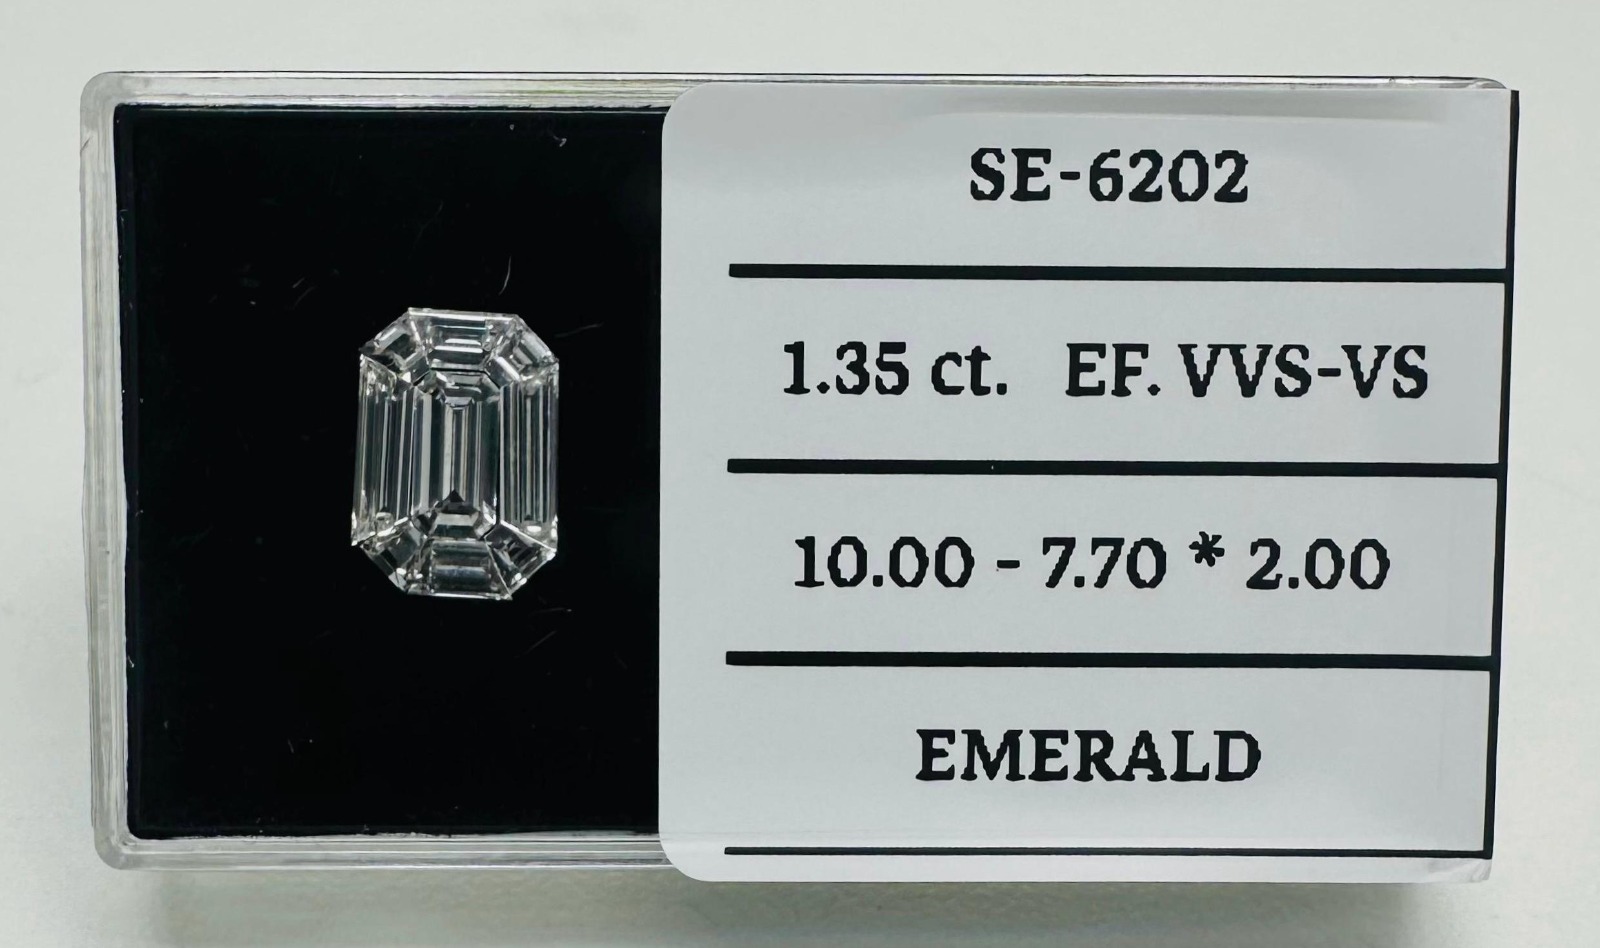 SE-6202
1.35 ct. EF. VVS-VS
10.00 - 7.70 * 2.00
EMERALD